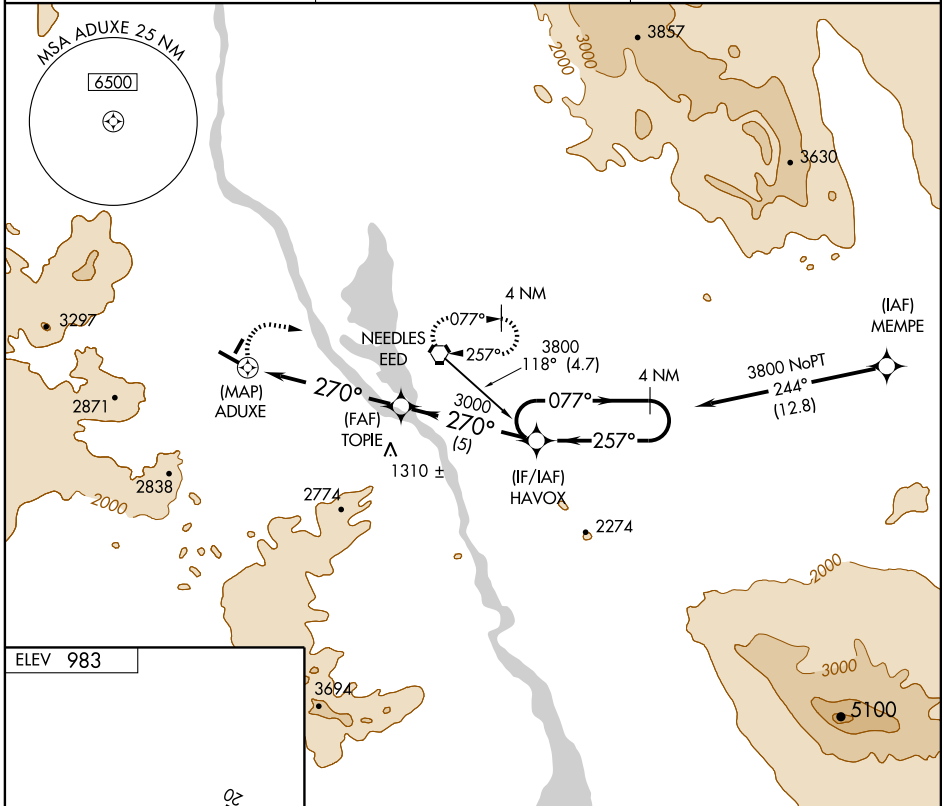 MSA ADUXE 25 NM
6500
3857
3000
2000
3630
3297
2871
2838
2000
(MAP)
ADUXE
270°
NEEDLES
EED
4 NM
077°
257°
3800
118° (4.7)
(FAF)
TOPIE
3000
270°
(5)
1310 ±
4 NM
077°
257°
(IF/IAF)
HAVOX
3800 NoPT
244°
(12.8)
(IAF)
MEMPE
2774
2274
2000
3000
5100
3694
ELEV 983
20